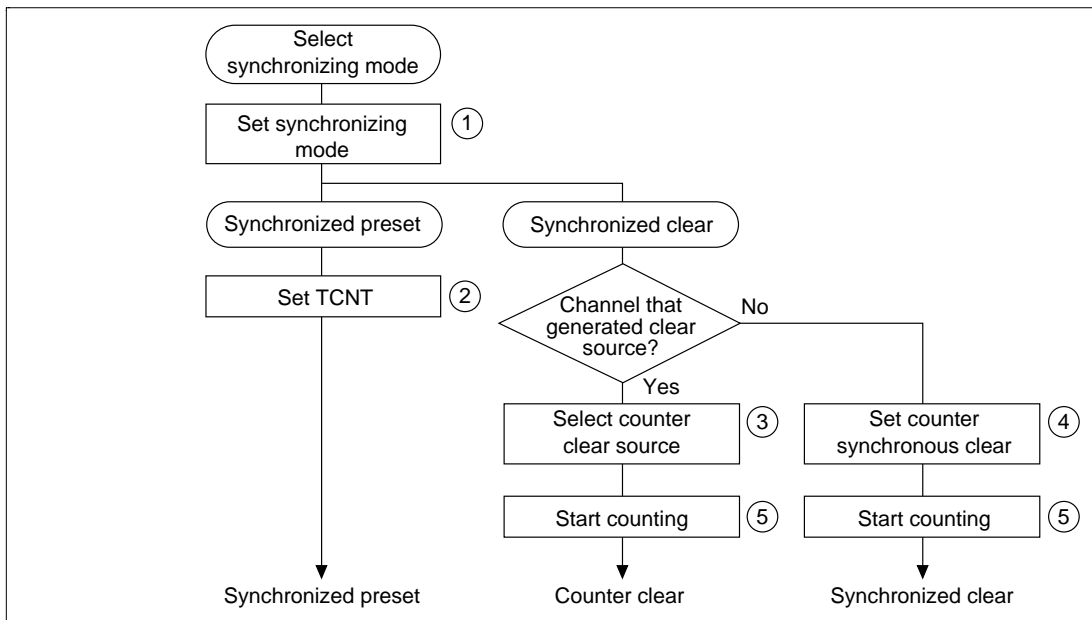 Select
synchronizing mode
Set synchronizing
mode
1
Synchronized preset
Synchronized clear
Set TCNT
2
Channel that
generated clear
source?
No
Yes
Select counter
clear source
3
Set counter
synchronous clear
4
Start counting
5
Start counting
5
Synchronized preset
Counter clear
Synchronized clear